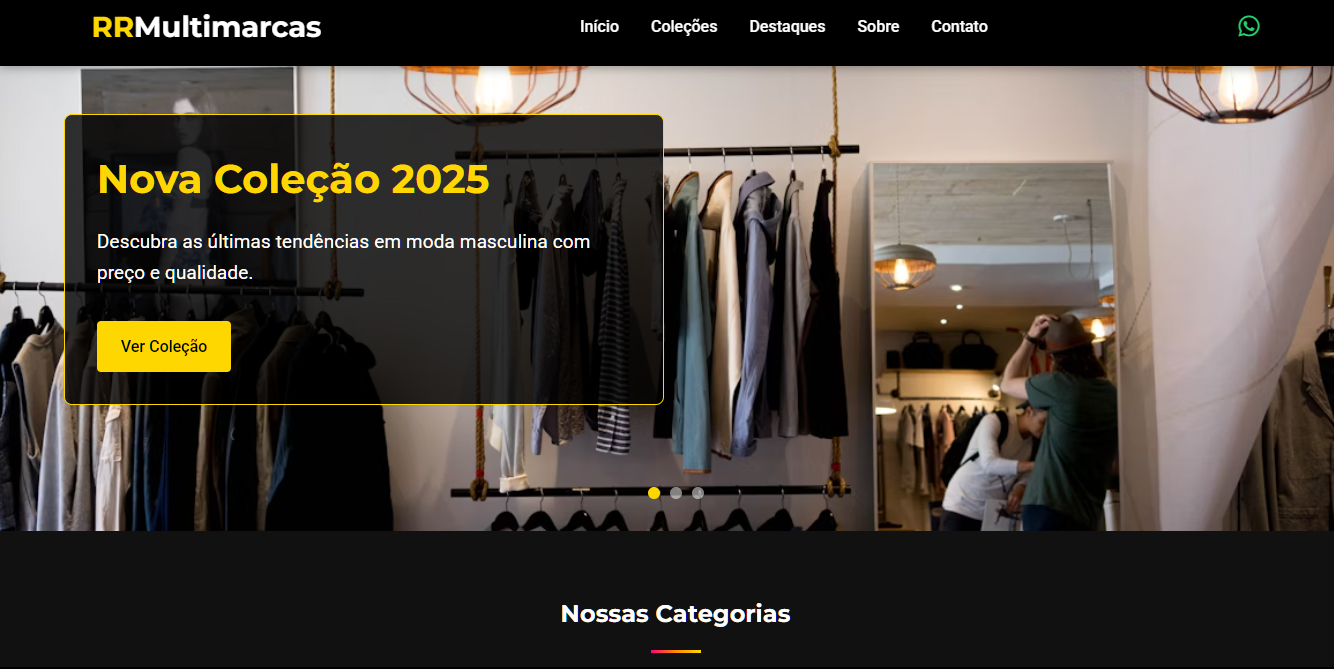 RRMultimarcas
Início
Coleções
Destaques
Sobre
Contato
Nova Coleção 2025
Descubra as últimas tendências em moda masculina com
preço e qualidade.
Ver Coleção
Nossas Categorias